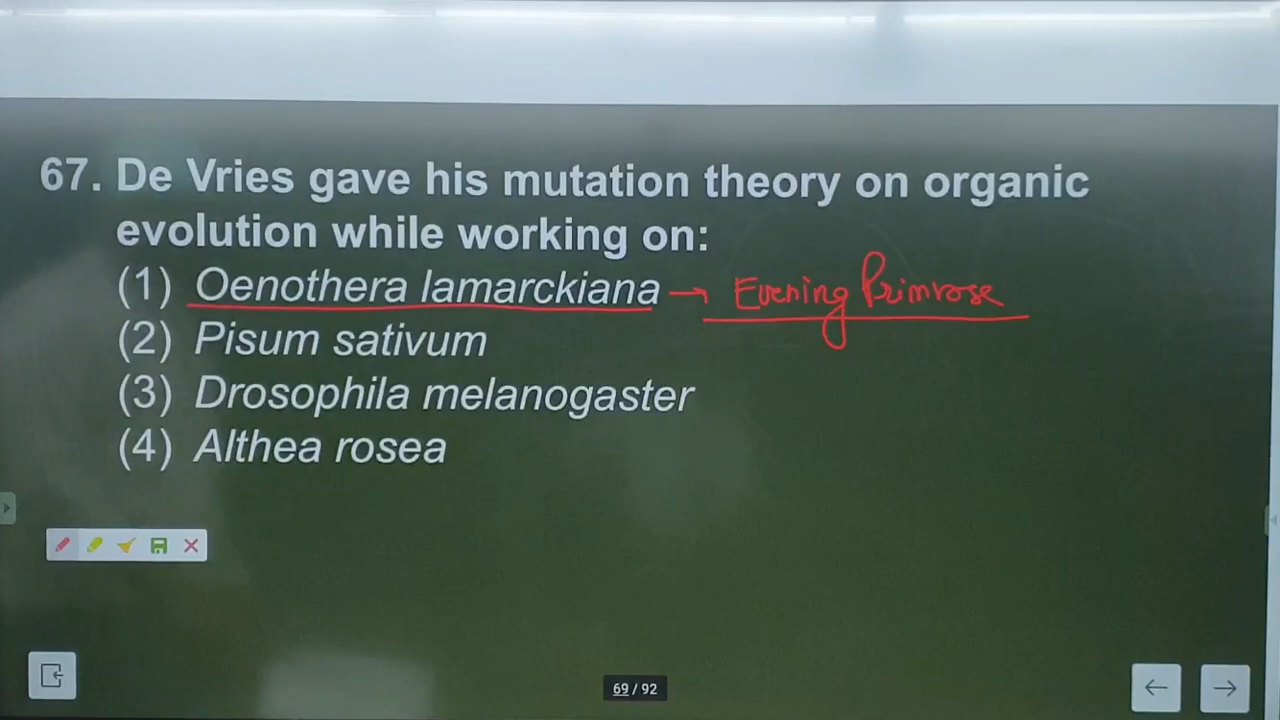 67. De Vries gave his mutation theory on organic
evolution while working on:
(1) Oenothera lamarckiana → Evening Primrose
(2) Pisum sativum
(3) Drosophila melanogaster
(4) Althea rosea
69 / 92